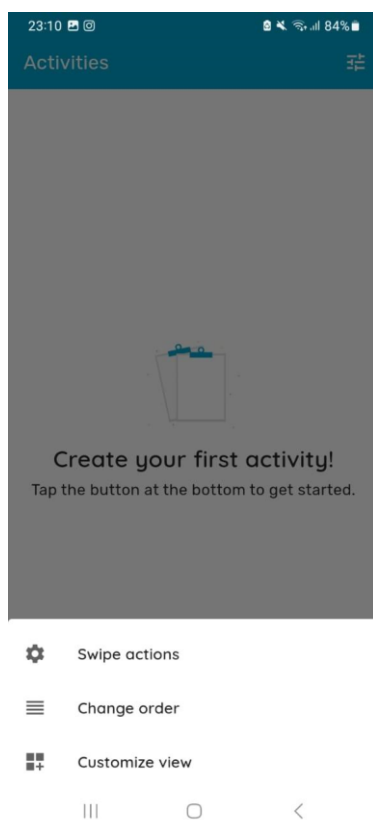 23:10 84%
Activities
Create your first activity!
Tap the button at the bottom to get started.
Swipe actions
Change order
Customize view